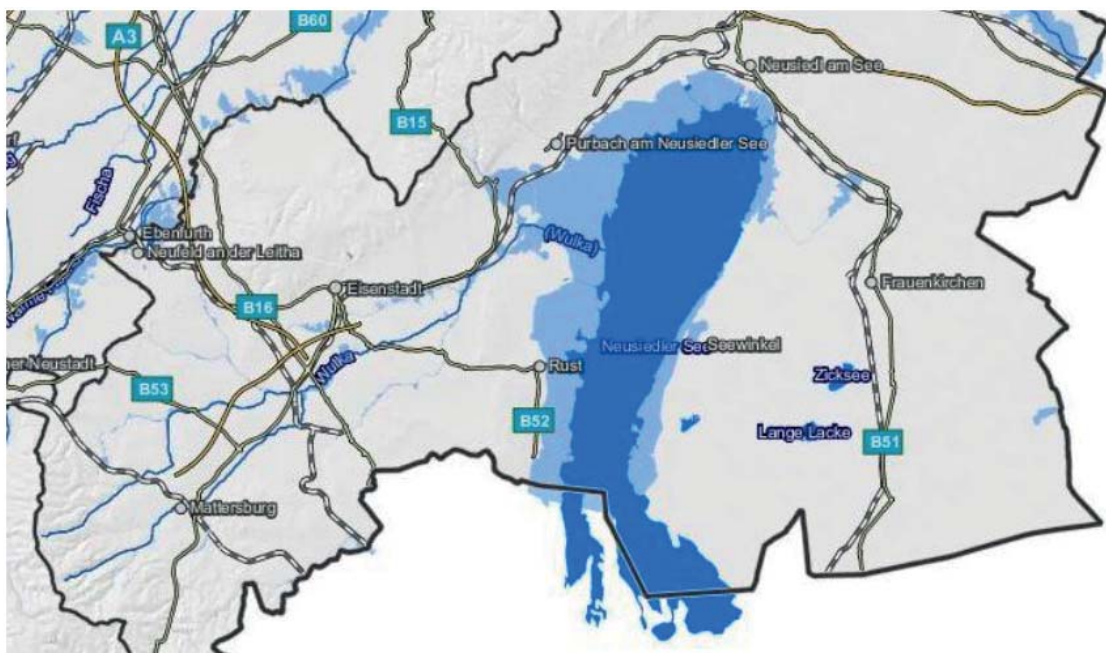 B60
A3
Neusiedl am See
B15
Purbach am Neusiedler See
Fischa
Ebenfurth
(Wulka)
Neufeld an der Leitha
Eisenstadt
Frauenkirchen
B16
Neusiedler See
Seewinkel
ner Neustadt
Wulka
Rust
Zicksee
B53
B52
Lange Lacke
B51
Mattersburg